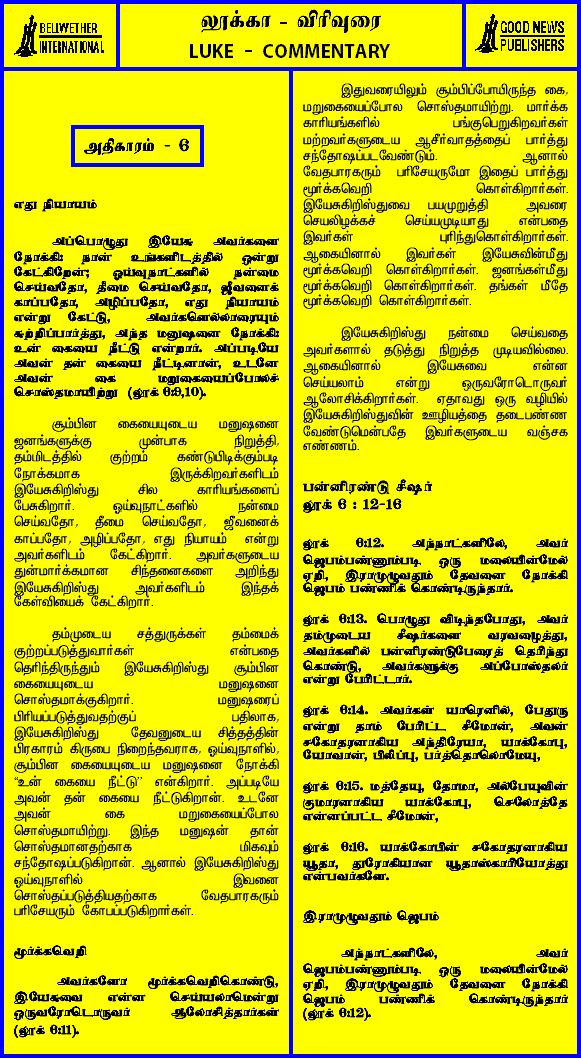 BELWETHER
INTERNATIONAL
லூக்கா - விரிவுரை
LUKE - COMMENTARY
GOOD NEWS
PUBLISHERS
அதிகாரம் - 6
எது நியாயம்
அப்பொழுது இயேசு அவர்களை
நோக்கி: நான் உங்களிடத்தில் ஒன்று
கேட்கிறேன்; ஓய்வுநாட்களில் நன்மை
செய்வதோ, தீமை செய்வதோ, ஜீவனைக்
காப்பதோ, அழிப்பதோ, எது நியாயம்
என்று கேட்டு, அவர்களெல்லாரையும்
சுற்றிப்பார்த்து, அந்த மனுஷனை நோக்கி:
உன் கையை நீட்டு என்றார். அப்படியே
அவன் தன் கையை நீட்டினான், உடனே
அவன் கை மறுகையைப்போலச்
சொஸ்தமாயிற்று (லூக் 6:9,10).
சூம்பின கையையுடைய மனுஷனை
ஜனங்களுக்கு முன்பாக நிறுத்தி,
தம்மிடத்தில் குற்றம் கண்டுபிடிக்கும்படி
நோக்கமாக இருக்கிறவர்களிடம்
இயேசுகிறிஸ்து சில காரியங்களைப்
பேசுகிறார். ஓய்வுநாட்களில் நன்மை
செய்வதோ, தீமை செய்வதோ, ஜீவனைக்
காப்பதோ, அழிப்பதோ, எது நியாயம் என்று
அவர்களிடம் கேட்கிறார். அவர்களுடைய
துன்மார்க்கமான சிந்தனைகளை அறிந்து
இயேசுகிறிஸ்து அவர்களிடம் இந்தக்
கேள்வியைக் கேட்கிறார்.
தம்முடைய சத்துருக்கள் தம்மைக்
குற்றப்படுத்துவார்கள் என்பதை
தெரிந்திருந்தும் இயேசுகிறிஸ்து சூம்பின
கையையுடைய மனுஷனை
சொஸ்தமாக்குகிறார். மனுஷரைப்
பிரியப்படுத்துவதற்குப் பதிலாக,
இயேசுகிறிஸ்து தேவனுடைய சித்தத்தின்
பிரகாரம் கிருபை நிறைந்தவராக, ஓய்வுநாளில்,
சூம்பின கையையுடைய மனுஷனை நோக்கி
"உன் கையை நீட்டு" என்கிறார். அப்படியே
அவன் தன் கையை நீட்டுகிறான். உடனே
அவன் கை மறுகையைப்போல
சொஸ்தமாயிற்று. இந்த மனுஷன் தான்
சொஸ்தமானதற்காக மிகவும்
சந்தோஷப்படுகிறான். ஆனால் இயேசுகிறிஸ்து
ஓய்வுநாளில் இவனை
சொஸ்தப்படுத்தியதற்காக வேதபாரகரும்
பரிசேயரும் கோபப்படுகிறார்கள்.
மூர்க்கவெறி
அவர்களோ மூர்க்கவெறிகொண்டு,
இயேசுவை என்ன செய்யலாமென்று
ஒருவரோடொருவர் ஆலோசித்தார்கள்
(லூக் 6:11).
இதுவரையிலும் சூம்பிப்போயிருந்த கை,
மறுகையைப்போல சொஸ்தமாயிற்று. மார்க்க
காரியங்களில் பங்குபெறுகிறவர்கள்
மற்றவர்களுடைய ஆசீர்வாதத்தைப் பார்த்து
சந்தோஷப்படவேண்டும். ஆனால்
வேதபாரகரும் பரிசேயருமோ இதைப் பார்த்து
மூர்க்கவெறி கொள்கிறார்கள்.
இயேசுகிறிஸ்துவை பயமுறுத்தி அவரை
செயலிழக்கச் செய்யமுடியாது என்பதை
இவர்கள் புரிந்துகொள்கிறார்கள்.
ஆகையினால் இவர்கள் இயேசுவின்மீது
மூர்க்கவெறி கொள்கிறார்கள். ஜனங்கள்மீது
மூர்க்கவெறி கொள்கிறார்கள். தங்கள் மீதே
மூர்க்கவெறி கொள்கிறார்கள்.
இயேசுகிறிஸ்து நன்மை செய்வதை
அவர்களால் தடுத்து நிறுத்த முடியவில்லை.
ஆகையினால் இயேசுவை என்ன
செய்யலாம் என்று ஒருவரோடொருவர்
ஆலோசிக்கிறார்கள். ஏதாவது ஒரு வழியில்
இயேசுகிறிஸ்துவின் ஊழியத்தை தடைபண்ண
வேண்டுமென்பதே இவர்களுடைய வஞ்சக
எண்ணம்.
பன்னிரண்டு சீஷர்
லூக் 6 : 12-16
லூக் 6:12. அந்நாட்களிலே, அவர்
ஜெபம்பண்ணும்படி ஒரு மலையின்மேல்
ஏறி, இராமுழுவதும் தேவனை நோக்கி
ஜெபம் பண்ணிக் கொண்டிருந்தார்.
லூக் 6:13. பொழுது விடிந்தபோது, அவர்
தம்முடைய சீஷர்களை வரவழைத்து,
அவர்களில் பன்னிரண்டுபேரைத் தெரிந்து
கொண்டு, அவர்களுக்கு அப்போஸ்தலர்
என்று பேரிட்டார்.
லூக் 6:14. அவர்கள் யாரெனில், பேதுரு
என்று தாம் பேரிட்ட சீமோன், அவன்
சகோதரனாகிய அந்திரேயா, யாக்கோபு,
யோவான், பிலிப்பு, பர்த்தொலொமேயு,
லூக் 6:15. மத்தேயு, தோமா, அல்பேயுவின்
குமாரனாகிய யாக்கோபு, செலோத்தே
என்னப்பட்ட சீமோன்,
லூக் 6:16. யாக்கோபின் சகோதரனாகிய
யூதா, துரோகியான யூதாஸ்காரியோத்து
என்பவர்களே.
இராமுழுவதும் ஜெபம்
அந்நாட்களிலே, அவர்
ஜெபம்பண்ணும்படி ஒரு மலையின்மேல்
ஏறி, இராமுழுவதும் தேவனை நோக்கி
ஜெபம் பண்ணிக் கொண்டிருந்தார்
(லூக் 6:12).